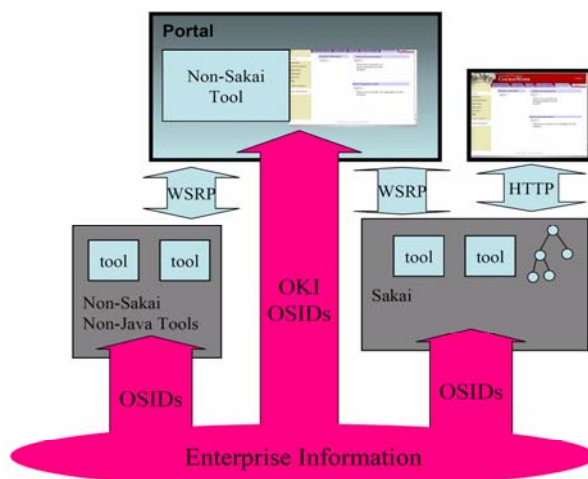 Portal
Non-Sakai
Tool
WSRP
WSRP
HTTP
tool
tool
Non-Sakai
Non-Java Tools
OKI
OSIDs
tool
tool
Sakai
OSIDs
OSIDs
Enterprise Information